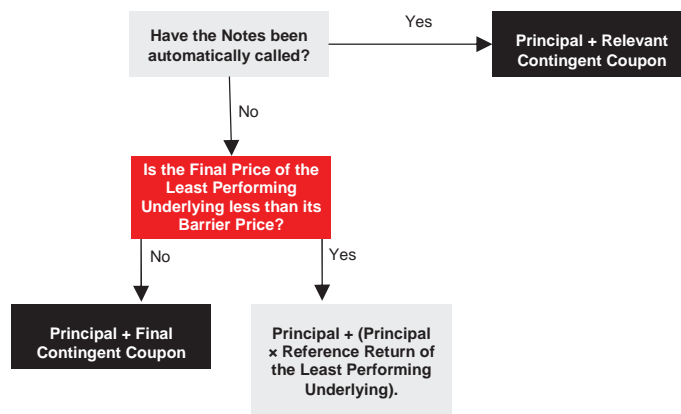 Have the Notes been
automatically called?
Yes
Principal + Relevant
Contingent Coupon
No
Is the Final Price of the
Least Performing
Underlying less than its
Barrier Price?
No
Yes
Principal + Final
Contingent Coupon
Principal + (Principal
× Reference Return of
the Least Performing
Underlying).